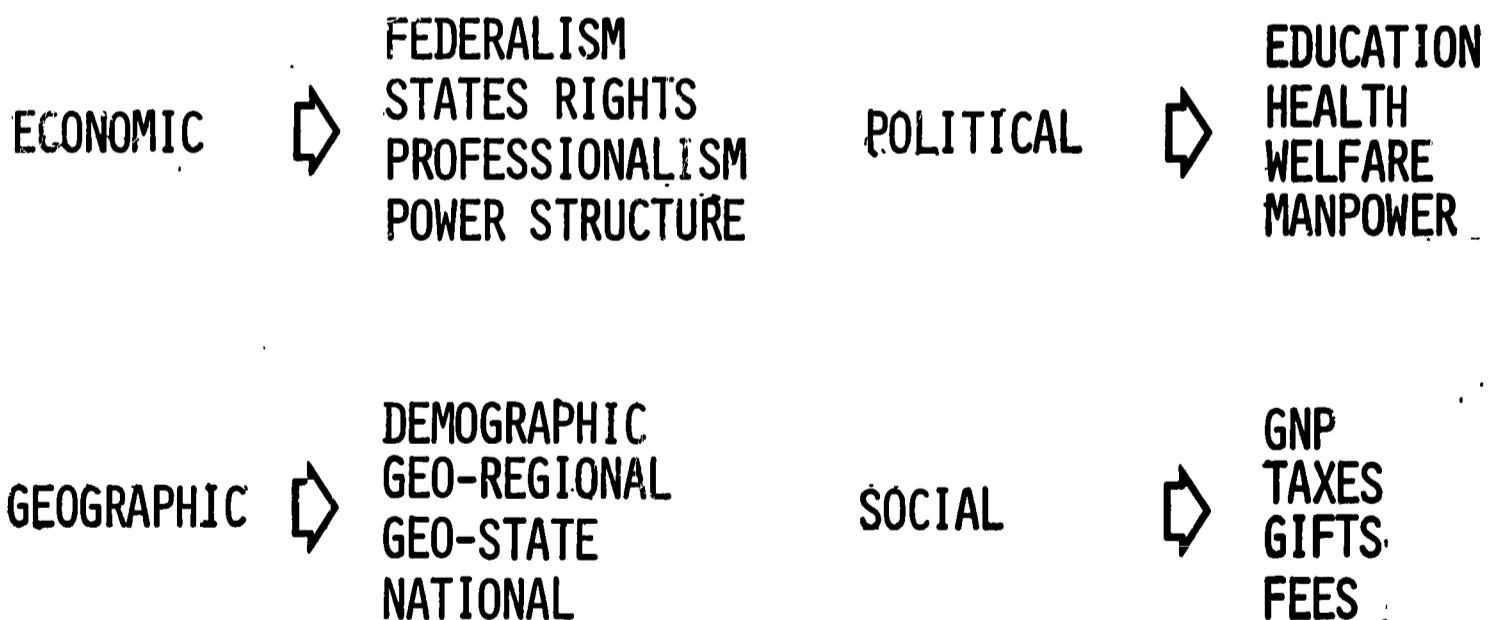 ECONOMIC
FEDERALISM
STATES RIGHTS
PROFESSIONALISM
POWER STRUCTURE
POLITICAL
EDUCATION
HEALTH
WELFARE
MANPOWER
GEOGRAPHIC
DEMOGRAPHIC
GEO-REGIONAL
GEO-STATE
NATIONAL
SOCIAL
GNP
TAXES
GIFTS
FEES